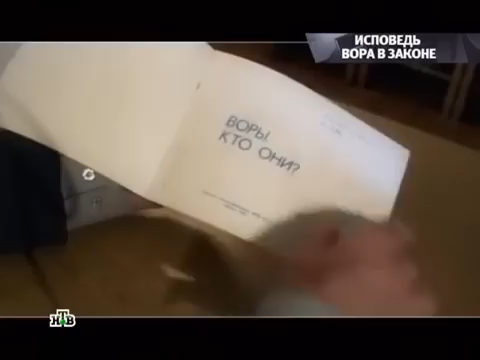 ИСПОВЕДЬ
ВОРА В ЗАКОНЕ
ВОРЫ.
КТО ОНИ?
НТВ